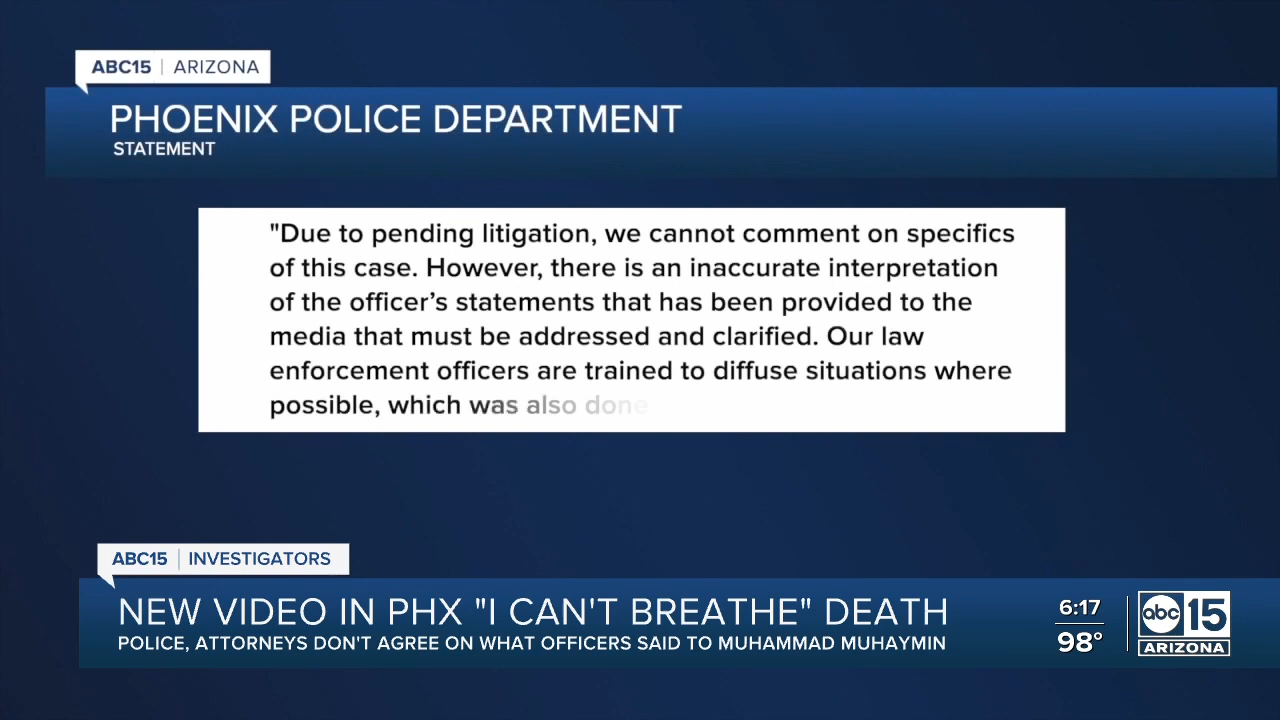 ABC15 | ARIZONA
PHOENIX POLICE DEPARTMENT
STATEMENT
"Due to pending litigation, we cannot comment on specifics
of this case. However, there is an inaccurate interpretation
of the officer’s statements that has been provided to the
media that must be addressed and clarified. Our law
enforcement officers are trained to diffuse situations where
possible, which was also done
ABC15 | INVESTIGATORS
NEW VIDEO IN PHX "I CAN'T BREATHE" DEATH
POLICE, ATTORNEYS DON'T AGREE ON WHAT OFFICERS SAID TO MUHAMMAD MUHAYMIN
6:17
98°
abc 15
ARIZONA